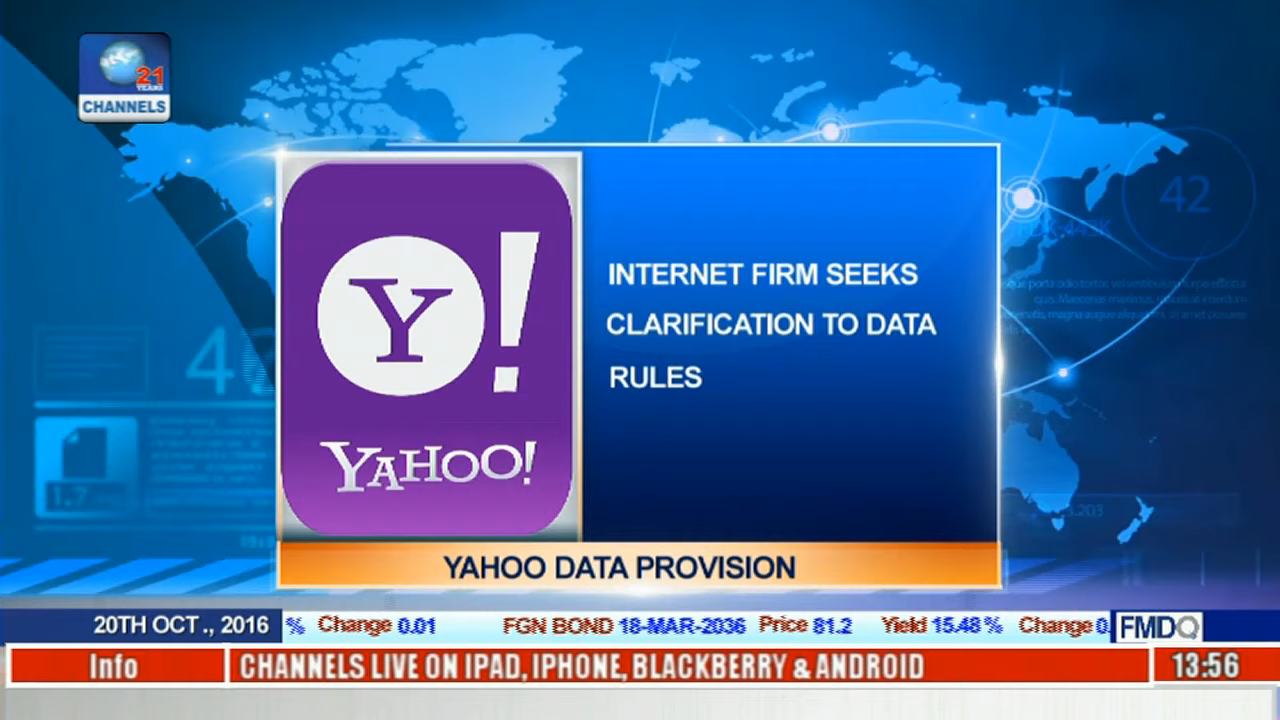 21
YEARS
CHANNELS
42
Y!
YAHOO!
INTERNET FIRM SEEKS
CLARIFICATION TO DATA
RULES
YAHOO DATA PROVISION
20TH OCT., 2016
% Change 0.01 FGN BOND 18-MAR-2036 Price 81.2 Yield 15.48 % Change 0.
FMDQ
Info
CHANNELS LIVE ON IPAD, IPHONE, BLACKBERRY & ANDROID
13:56